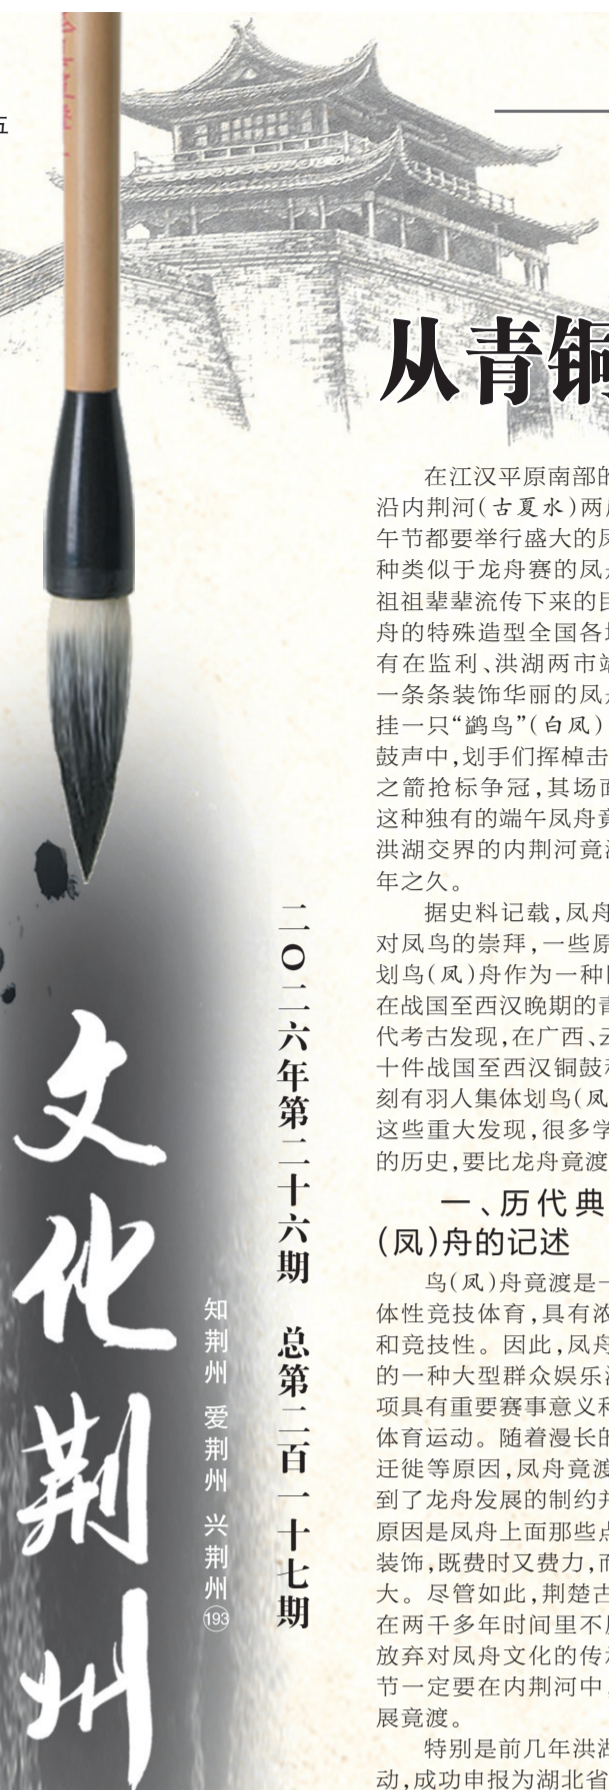 五
从青铜
在江汉平原南部的
沿内荆河(古夏水)两
午节都要举行盛大的
种类似于龙舟赛的凤
祖祖辈辈流传下来的
舟的特殊造型全国各
有在监利、洪湖两市
一条条装饰华丽的凤
挂一只“鹢鸟”(白凤)
鼓声中,划手们挥棹击
之箭抢标争冠,其场面
这种独有的端午凤舟竟
洪湖交界的内荆河竟
年之久。
据史料记载,凤舟
对凤鸟的崇拜,一些原
划鸟(凤)舟作为一种
在战国至西汉晚期的青
代考古发现,在广西、云
十件战国至西汉铜鼓
刻有羽人集体划鸟(凤
这些重大发现,很多学
的历史,要比龙舟竟渡
一、历代典
(凤)舟的记述
鸟(凤)舟竟渡是一
体性竞技体育,具有浓
和竞技性。因此,凤舟
的一种大型群众娱乐
项具有重要赛事意义和
体育运动。随着漫长的
迁徙等原因,凤舟竟渡
到了龙舟发展的制约并
原因是凤舟上面那些点
装饰,既费时又费力,而
大。尽管如此,荆楚古
在两千多年时间里不
放弃对凤舟文化的传
节一定要在内荆河中
展竟渡。
特别是前几年洪湖
动,成功申报为湖北省
二〇二六年第二十六期 总第二百一十七期
知荆州 爱荆州 兴荆州 193
文化荆州